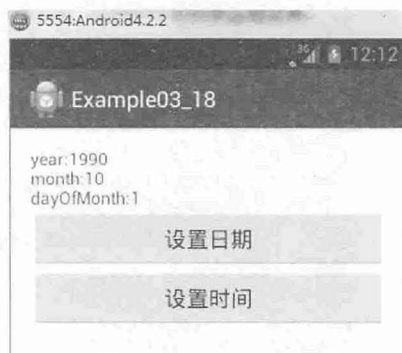 5554:Android4.2.2
3G 12:12
Example03_18
year:1990
month:10
dayOfMonth:1
设置日期
设置时间